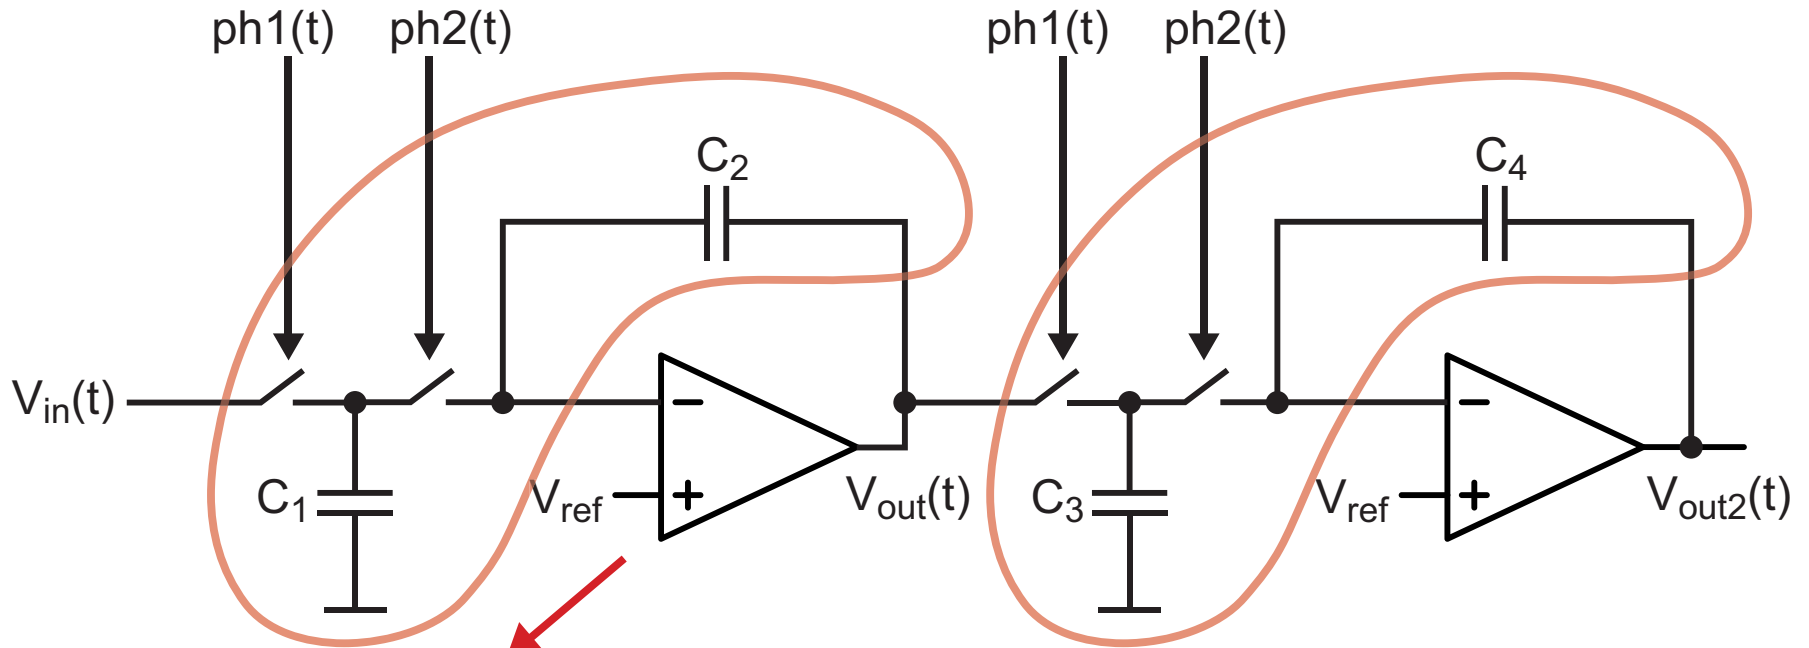 ph1(t) ph2(t) ph1(t) ph2(t)
C2 C4
Vin(t)
− −
C1 Vref + Vout(t) C3 Vref + Vout2(t)